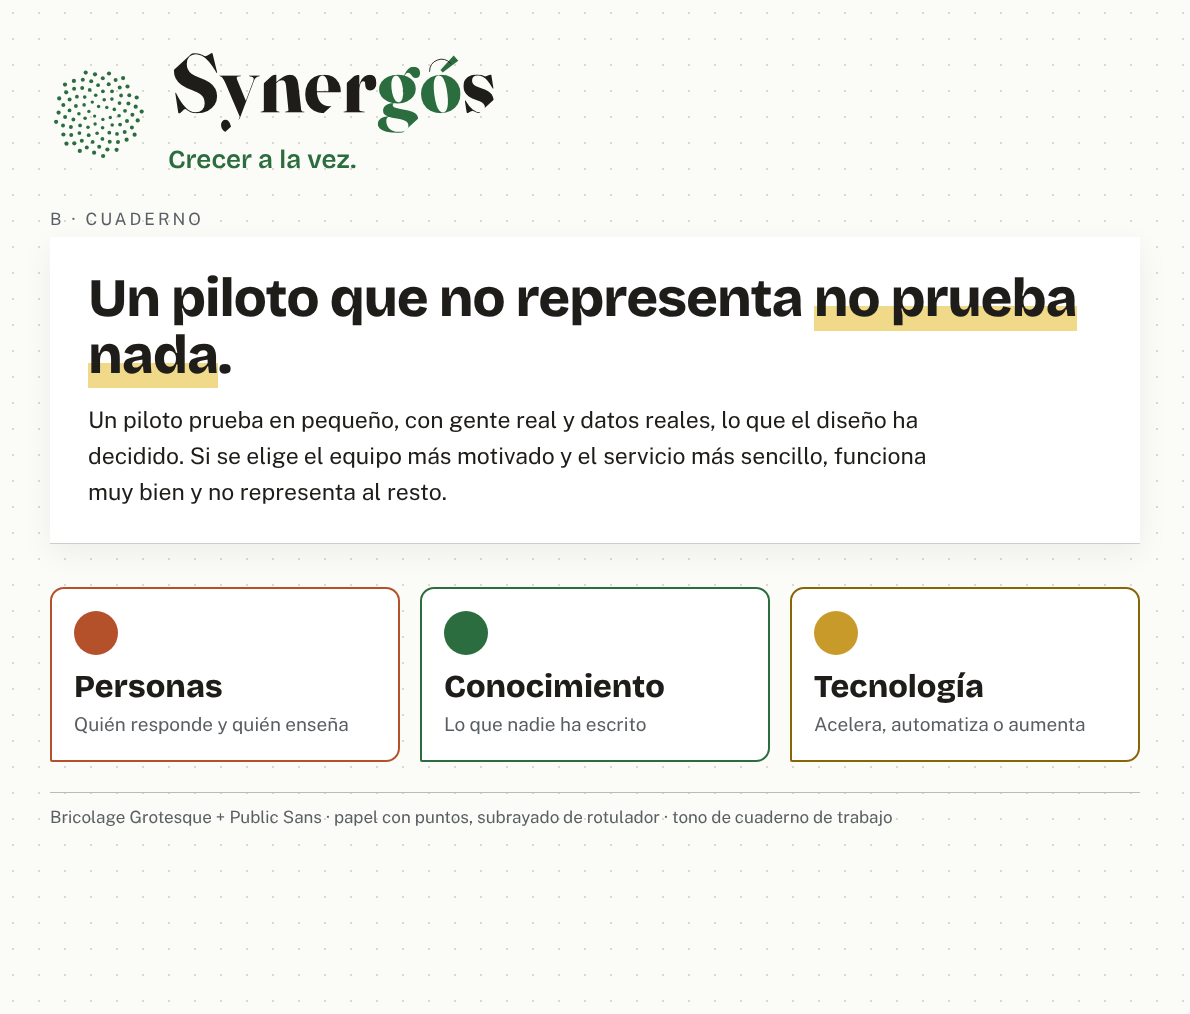 Synergós
Crecer a la vez.
B · CUADERNO
Un piloto que no representa no prueba
nada.
Un piloto prueba en pequeño, con gente real y datos reales, lo que el diseño ha
decidido. Si se elige el equipo más motivado y el servicio más sencillo, funciona
muy bien y no representa al resto.
Personas
Quién responde y quién enseña
Conocimiento
Lo que nadie ha escrito
Tecnología
Acelera, automatiza o aumenta
Bricolage Grotesque + Public Sans · papel con puntos, subrayado de rotulador · tono de cuaderno de trabajo